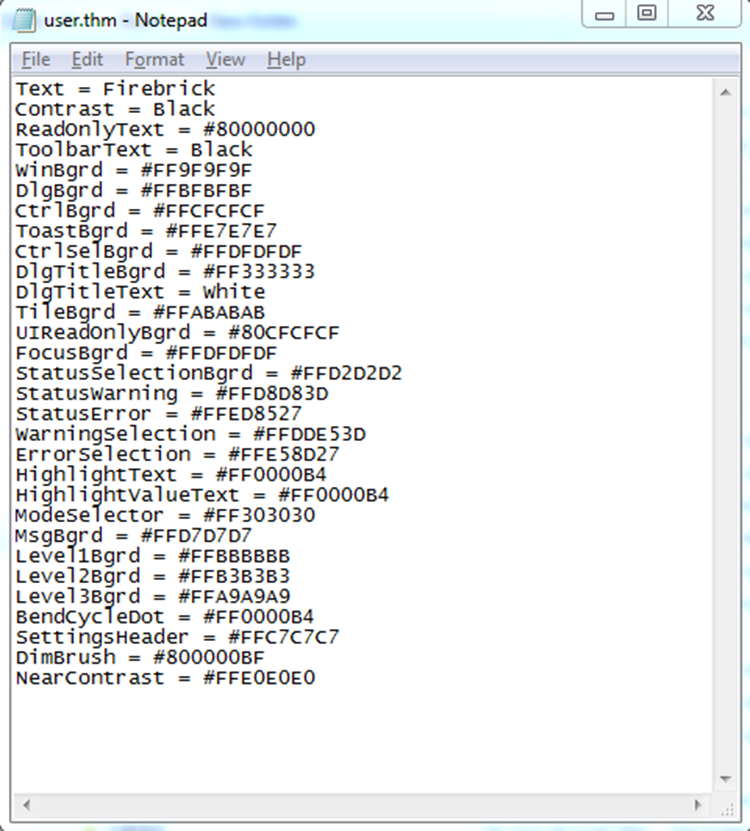 user.thm - Notepad
File Edit Format View Help
Text = Firebrick
Contrast = Black
ReadOnlyText = #80000000
ToolbarText = Black
WinBgrd = #FF9F9F9F
DlgBgrd = #FFBFBFBF
CtrlBgrd = #FFCFCFCF
ToastBgrd = #FFE7E7E7
CtrlSelBgrd = #FFDFDFDF
DlgTitleBgrd = #FF333333
DlgTitleText = White
TileBgrd = #FFABABAB
UIReadOnlyBgrd = #80CFCFCF
FocusBgrd = #FFDFDFDF
StatusSelectionBgrd = #FFD2D2D2
StatusWarning = #FFD8D83D
StatusError = #FFED8527
WarningSelection = #FFDDE53D
ErrorSelection = #FFE58D27
HighlightText = #FF0000B4
HighlightValueText = #FF0000B4
ModeSelector = #FF303030
MsgBgrd = #FFD7D7D7
Level1Bgrd = #FFBBBBBB
Level2Bgrd = #FFB3B3B3
Level3Bgrd = #FFA9A9A9
BendCycleDot = #FF0000B4
SettingsHeader = #FFC7C7C7
DimBrush = #800000BF
NearContrast = #FFE0E0E0